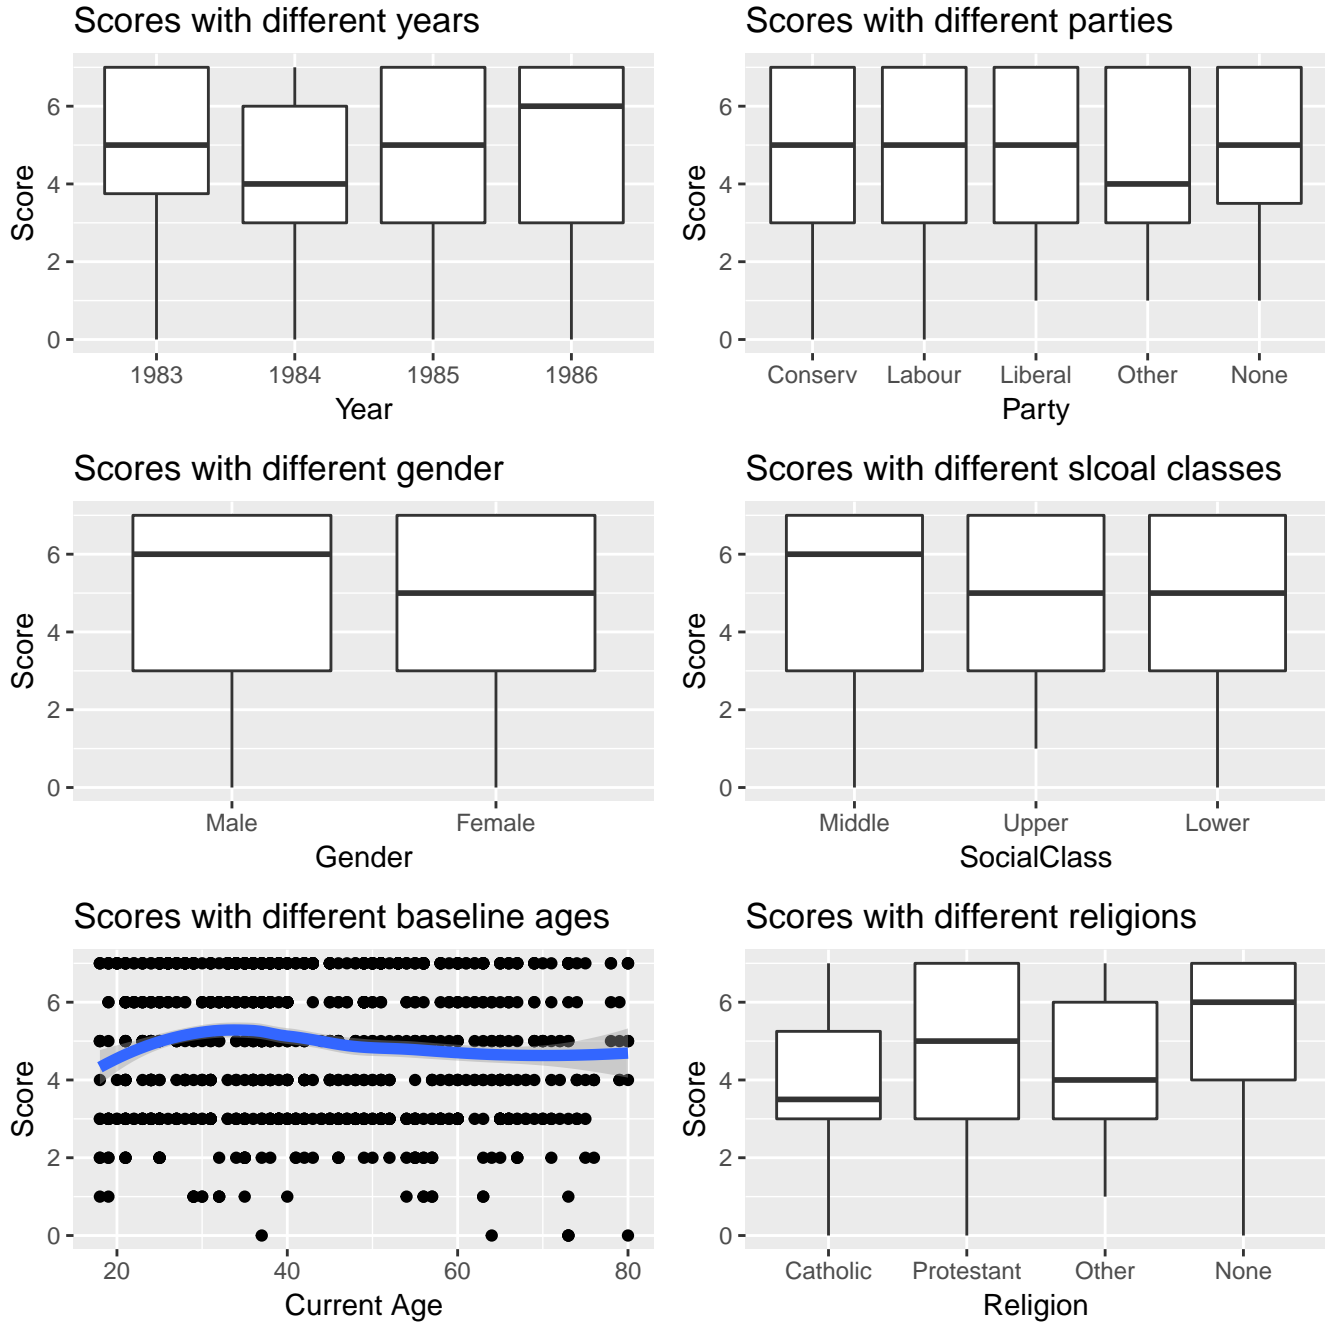 Scores with different years
Score
6
4
2
0
1983 1984 1985 1986
Year
Scores with different parties
Score
6
4
2
0
Conserv Labour Liberal Other None
Party
Scores with different gender
Score
6
4
2
0
Male Female
Gender
Scores with different slcoal classes
Score
6
4
2
0
Middle Upper Lower
SocialClass
Scores with different baseline ages
Score
6
4
2
0
20 40 60 80
Current Age
Scores with different religions
Score
6
4
2
0
Catholic Protestant Other None
Religion